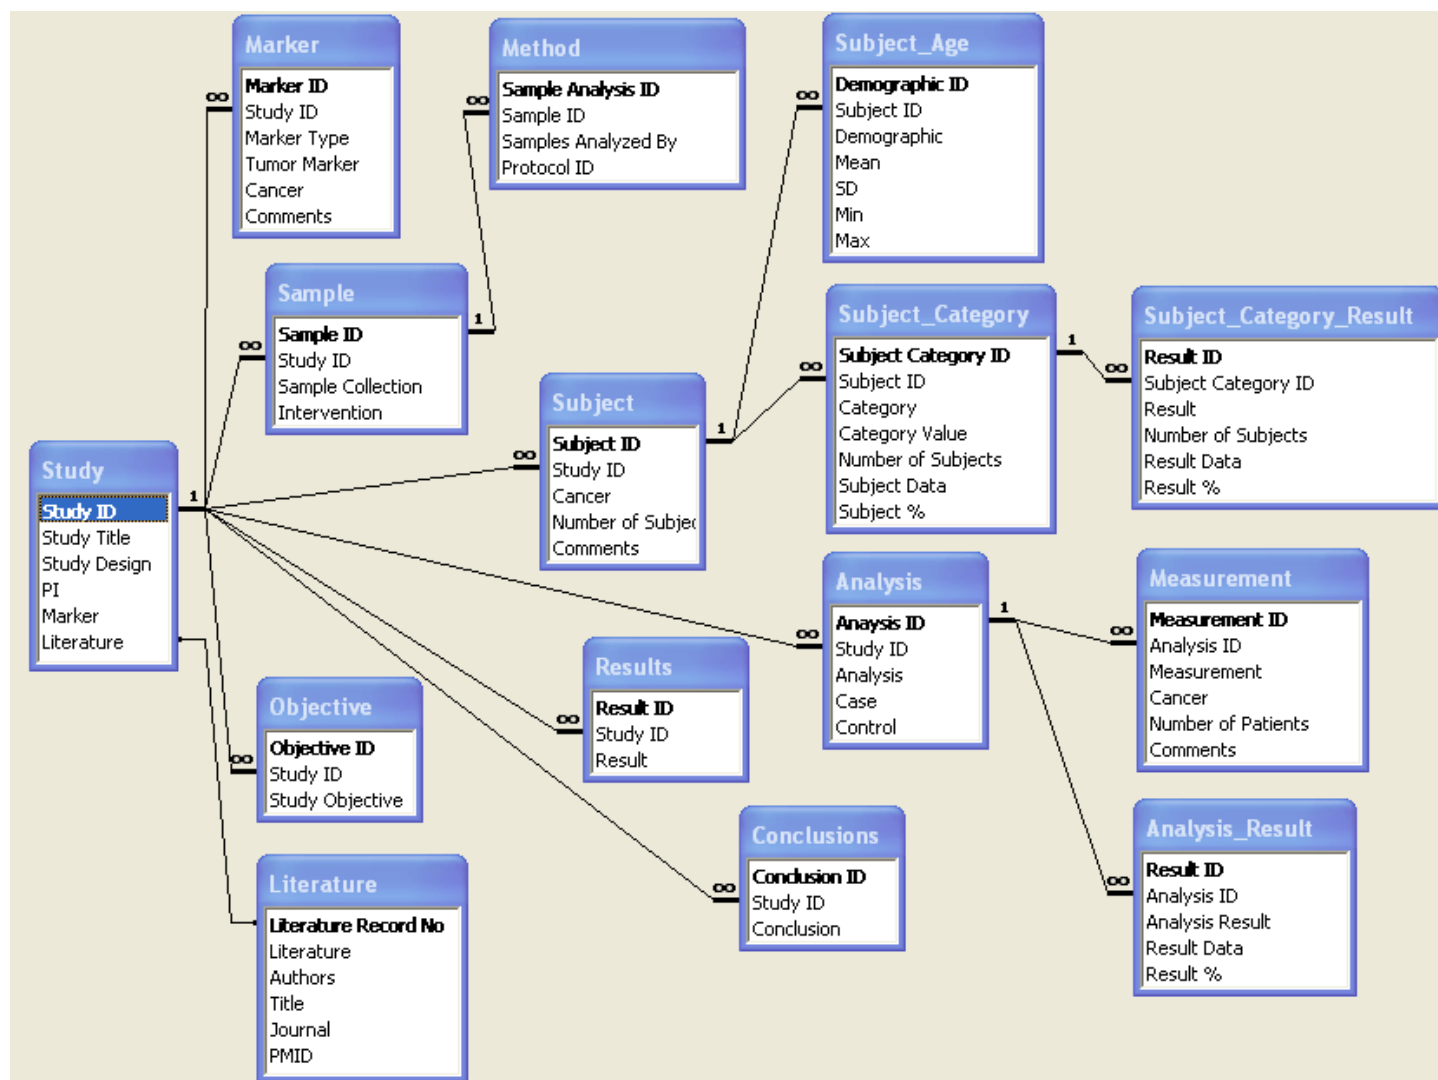 Marker
Marker ID
Study ID
Marker Type
Tumor Marker
Cancer
Comments
Method
Sample Analysis ID
Sample ID
Samples Analyzed By
Protocol ID
Subject_Age
Demographic ID
Subject ID
Demographic
Mean
SD
Min
Max
Sample
Sample ID
Study ID
Sample Collection
Intervention
Subject_Category
Subject Category ID
Subject ID
Category
Category Value
Number of Subjects
Subject Data
Subject %
Subject_Category_Result
Result ID
Subject Category ID
Result
Number of Subjects
Result Data
Result %
Subject
Subject ID
Study ID
Cancer
Number of Subjec
Comments
Study
Study ID
Study Title
Study Design
PI
Marker
Literature
Analysis
Anaysis ID
Study ID
Analysis
Case
Control
Measurement
Measurement ID
Analysis ID
Measurement
Cancer
Number of Patients
Comments
Results
Result ID
Study ID
Result
Objective
Objective ID
Study ID
Study Objective
Conclusions
Conclusion ID
Study ID
Conclusion
Analysis_Result
Result ID
Analysis ID
Analysis Result
Result Data
Result %
Literature
Literature Record No
Literature
Authors
Title
Journal
PMID
1
1
1
1
1
∞
∞
∞
∞
∞
∞
∞
∞
∞
∞
∞
∞
∞